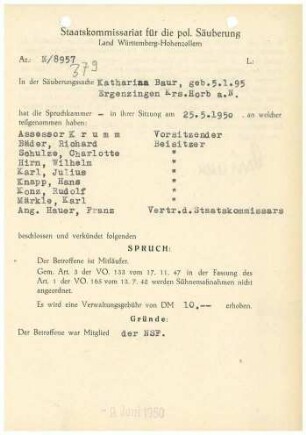 Staatskommissariat für die pol. Säuberung
Land Württemberg-Hohenzollern
Az.: N/8957 L:
379
In der Säuberungssache Katharina Baur, geb.5.1.95
Ergenzingen Krs.Horb a.N.
hat die Spruchkammer — in ihrer Sitzung am 25.5.1950 , an welcher
teilgenommen haben:
Assessor K r u m m Vorsitzender
Bäder, Richard Beisitzer
Schulze, Charlotte "
Hirn, Wilhelm "
Karl, Julius "
Knapp, Hans "
Konz, Rudolf "
Märkle, Karl "
Ang. Hauer, Franz Vertr.d.Staatskommissars
beschlossen und verkündet folgenden
SPRUCH:
Der Betroffene ist Mitläufer.
Gem. Art. 3 der VO. 133 vom 17. 11. 47 in der Fassung des
Art. 1 der VO. 165 vom 13. 7. 48 werden Sühnemaßnahmen nicht
angeordnet.
Es wird eine Verwaltungsgebühr von DM 10,-- erhoben.
Gründe:
Der Betroffene war Mitglied der NSF.
1950